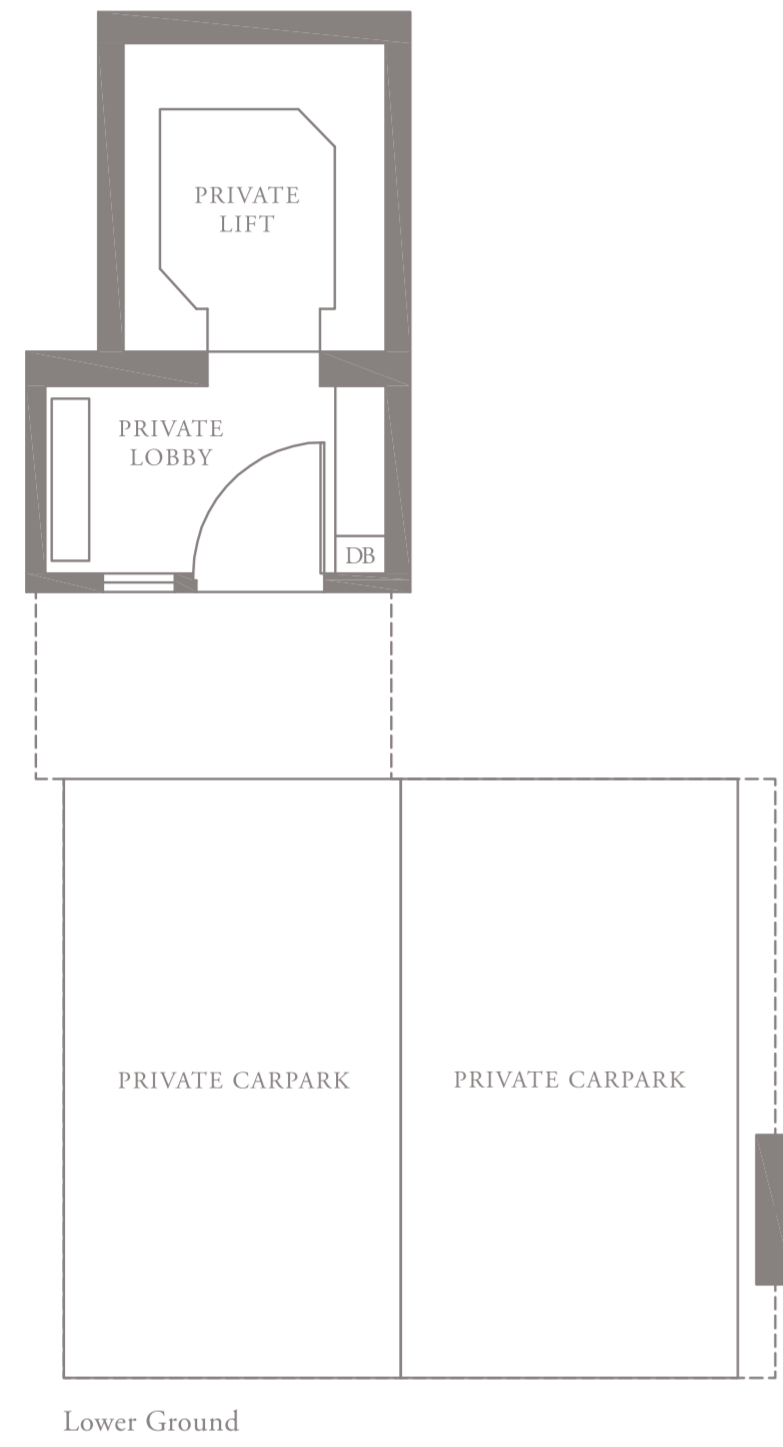 PRIVATE
LIFT
PRIVATE
LOBBY
DB
PRIVATE CARPARK
PRIVATE CARPARK
Lower Ground